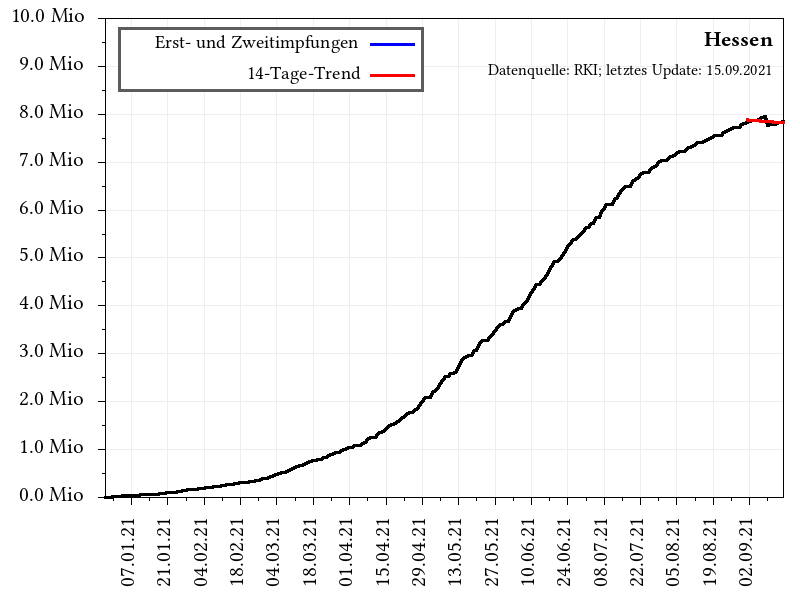 10.0 Mio
9.0 Mio
8.0 Mio
7.0 Mio
6.0 Mio
5.0 Mio
4.0 Mio
3.0 Mio
2.0 Mio
1.0 Mio
0.0 Mio
Erst- und Zweitimpfungen
14-Tage-Trend
Hessen
Datenquelle: RKI; letztes Update: 15.09.2021
07.01.21
21.01.21
04.02.21
18.02.21
04.03.21
18.03.21
01.04.21
15.04.21
29.04.21
13.05.21
27.05.21
10.06.21
24.06.21
08.07.21
22.07.21
05.08.21
19.08.21
02.09.21